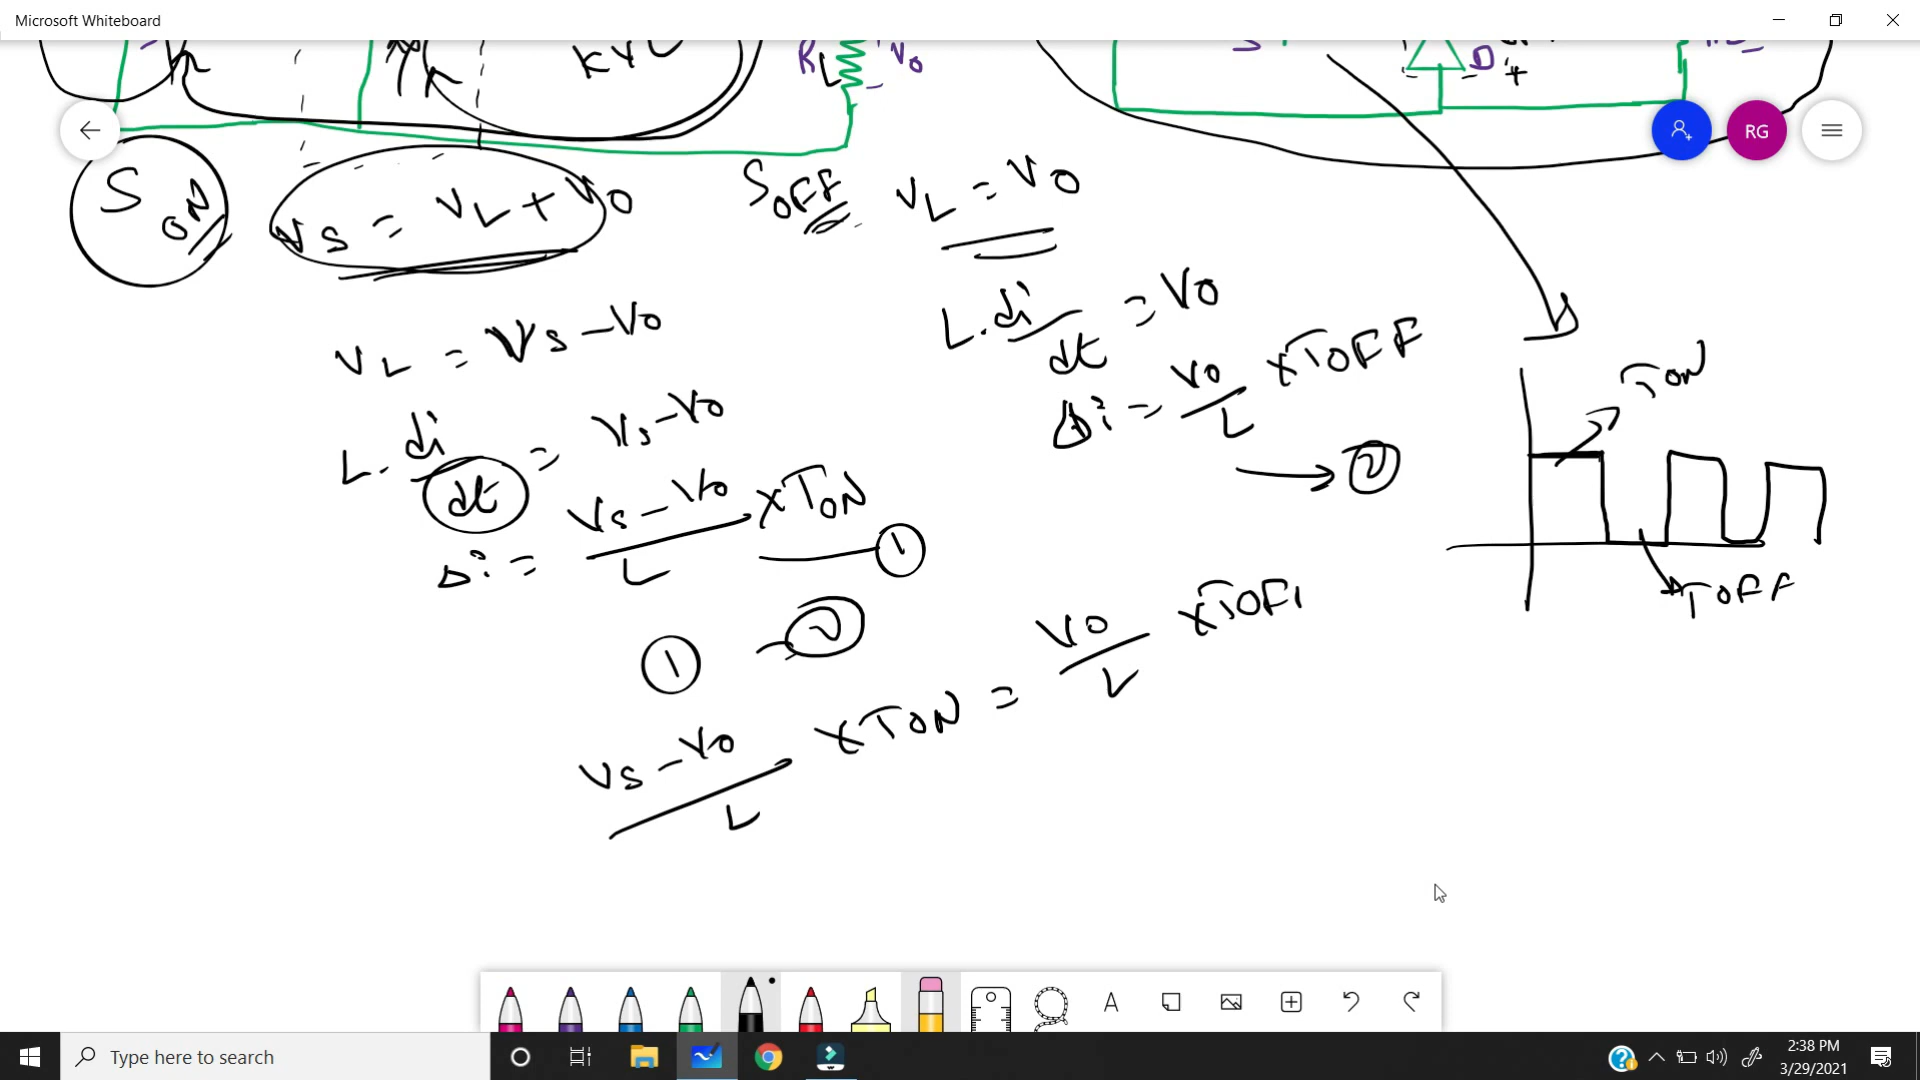 Microsoft Whiteboard
KVL
RL
Vo
D
+
RG
S ON
Vs = VL + Vo
S OFF
VL = Vo
VL = Vs - Vo
L. di/dt = Vs - Vo
Δi = Vs - Vo / L x TON
1
L. di/dt = Vo
Δi = Vo / L x TOFF
→ 2
TON
TOFF
1 - 2
Vs - Vo / L x TON = Vo / L x TOF
A
Type here to search
2:38 PM
3/29/2021